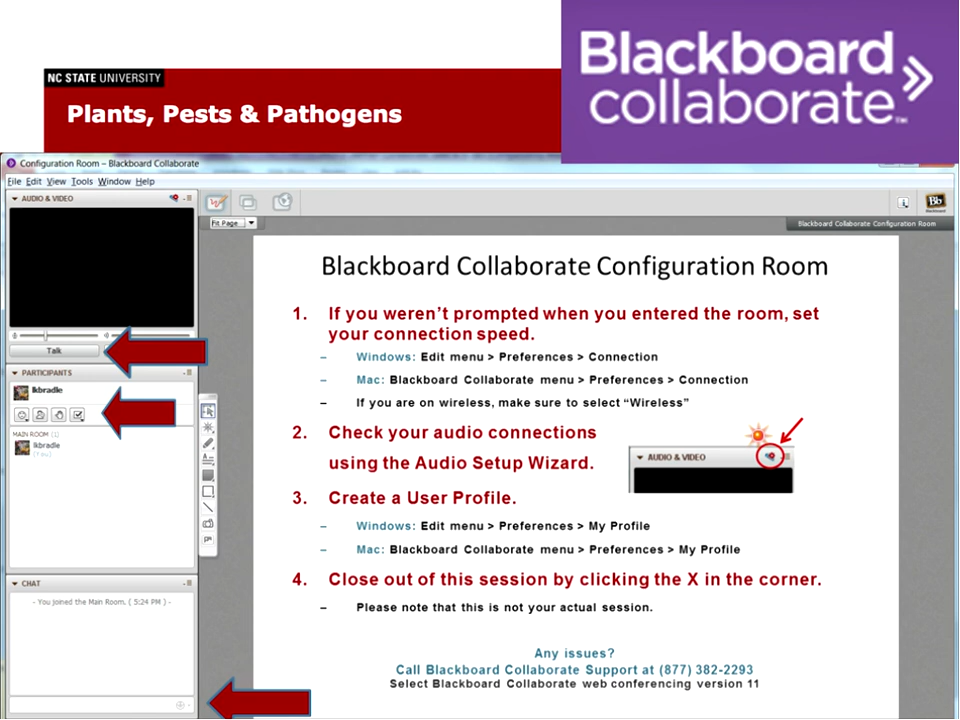 Blackboard
collaborate™
NC STATE UNIVERSITY
Plants, Pests & Pathogens
Configuration Room – Blackboard Collaborate
File Edit View Tools Window Help
AUDIO & VIDEO
Talk
PARTICIPANTS
lkbradle
MAIN ROOM (1)
lkbradle
(You)
CHAT
- You joined the Main Room. ( 5:24 PM ) -
Fit Page
Bb
Blackboard
Blackboard Collaborate Configuration Room
Blackboard Collaborate Configuration Room
1. If you weren't prompted when you entered the room, set
your connection speed.
– Windows: Edit menu > Preferences > Connection
– Mac: Blackboard Collaborate menu > Preferences > Connection
– If you are on wireless, make sure to select “Wireless”
2. Check your audio connections
using the Audio Setup Wizard.
AUDIO & VIDEO
3. Create a User Profile.
– Windows: Edit menu > Preferences > My Profile
– Mac: Blackboard Collaborate menu > Preferences > My Profile
4. Close out of this session by clicking the X in the corner.
– Please note that this is not your actual session.
Any issues?
Call Blackboard Collaborate Support at (877) 382-2293
Select Blackboard Collaborate web conferencing version 11